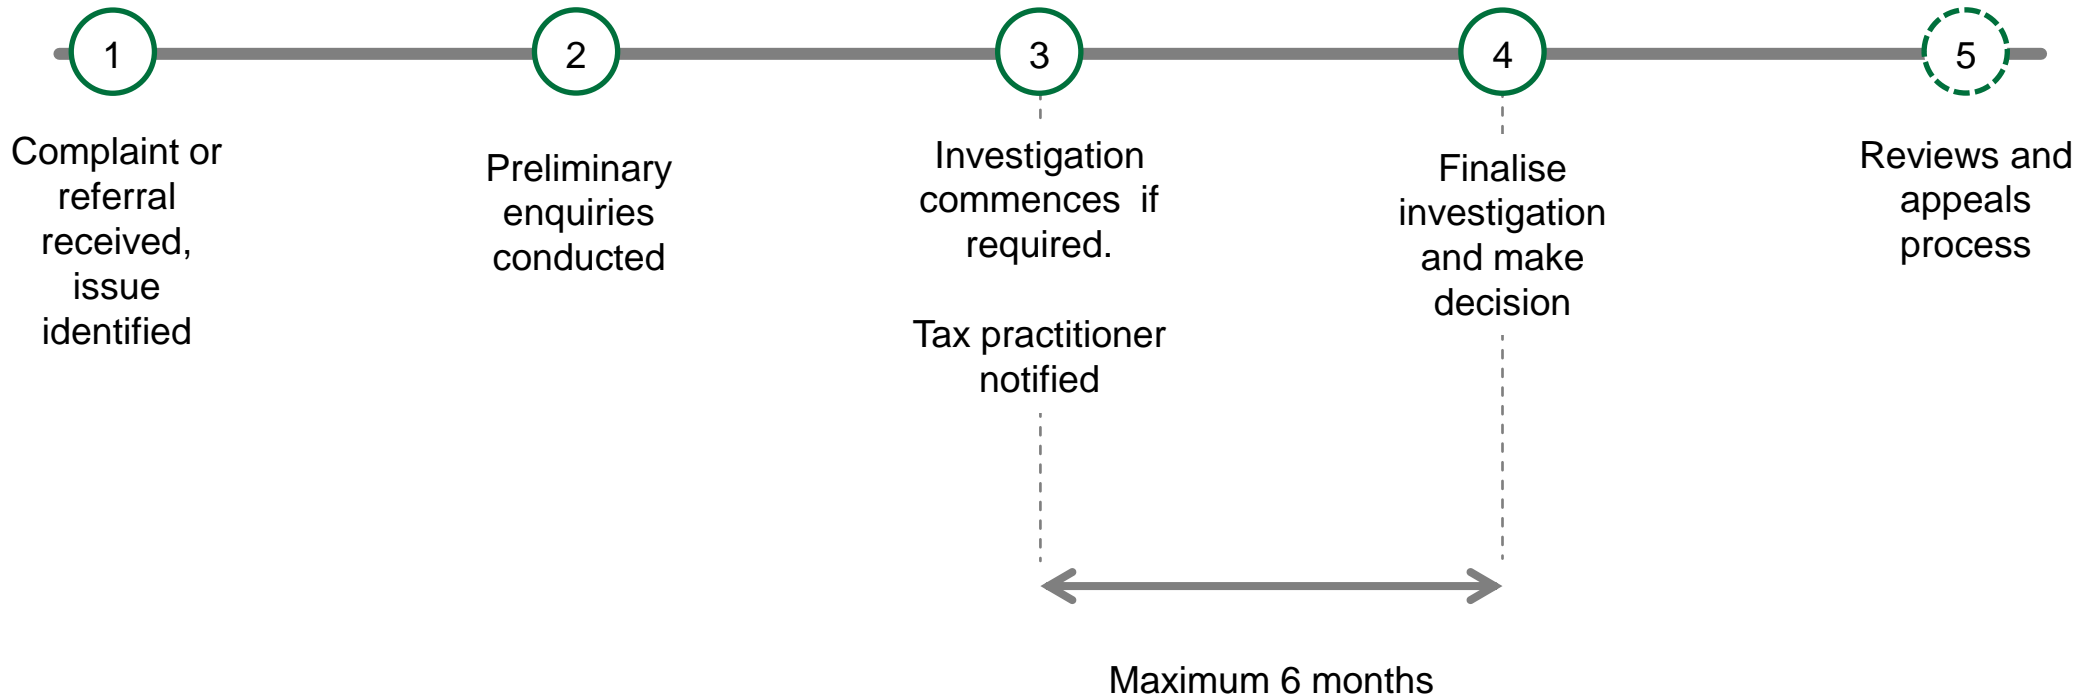 1
Complaint or
referral
received,
issue
identified
2
Preliminary
enquiries
conducted
3
Investigation
commences  if
required.
Tax practitioner
notified
4
Finalise
investigation
and make
decision
5
Reviews and
appeals
process
Maximum 6 months